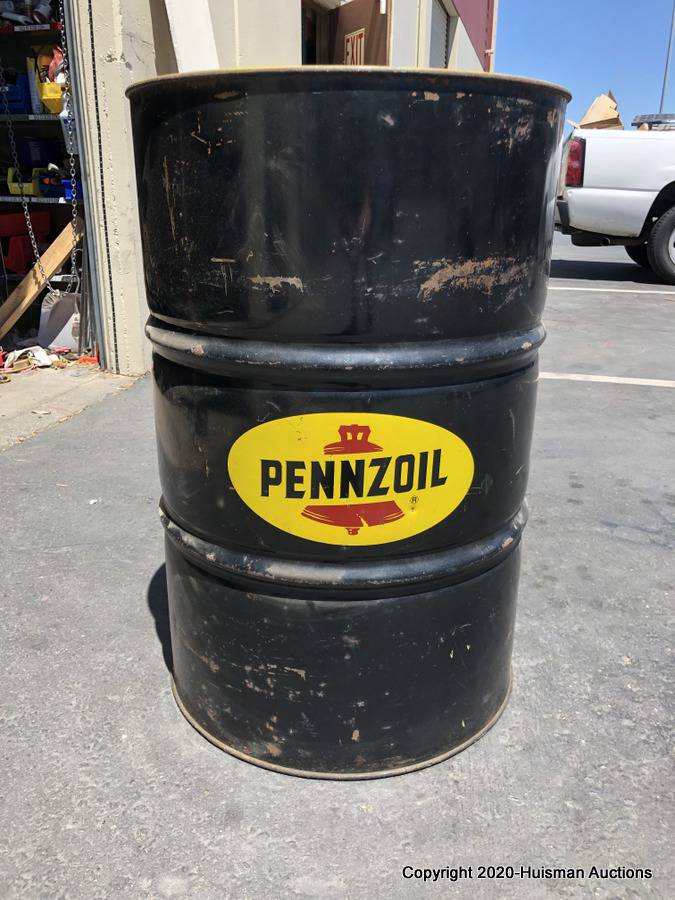 EXIT
PENNZOIL
®
Copyright 2020-Huisman Auctions